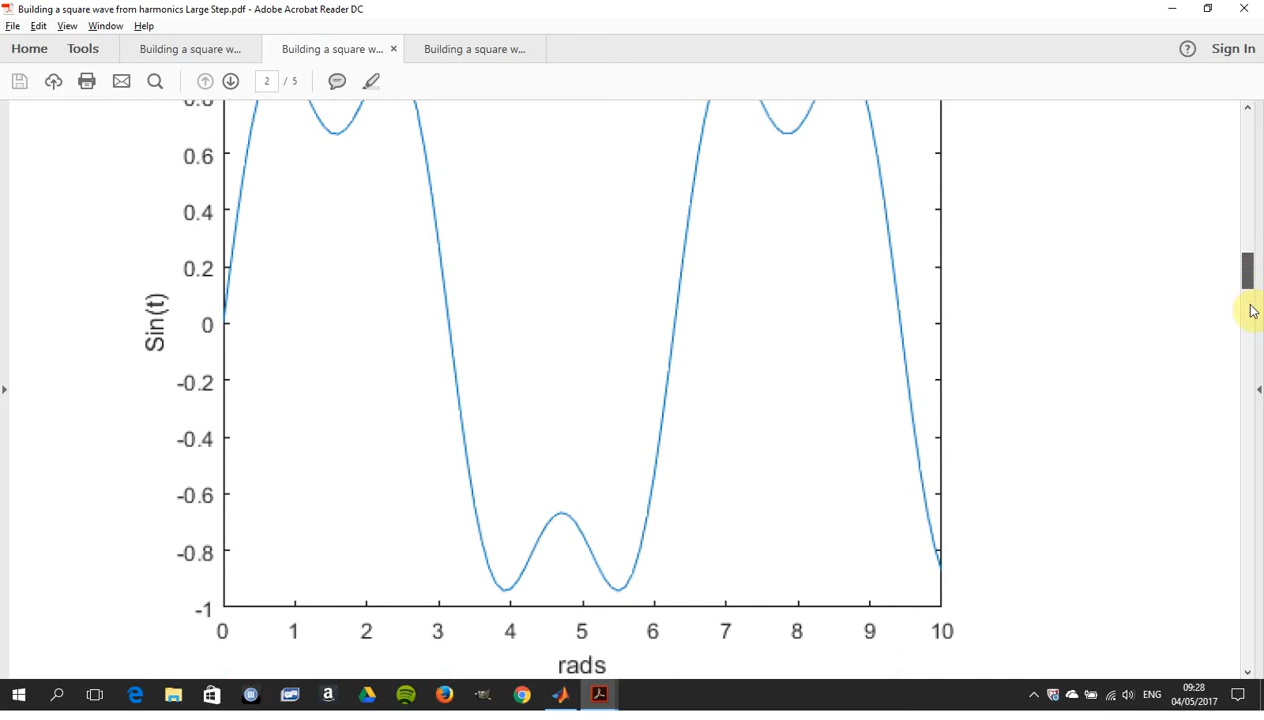 Building a square wave from harmonics Large Step.pdf - Adobe Acrobat Reader DC
File Edit View Window Help
Home Tools Building a square w... Building a square w... × Building a square w... ? Sign In
2 / 5
0.8
0.6
0.4
0.2
0
-0.2
-0.4
-0.6
-0.8
-1
Sin(t)
0 1 2 3 4 5 6 7 8 9 10
rads
ENG 09:28
04/05/2017